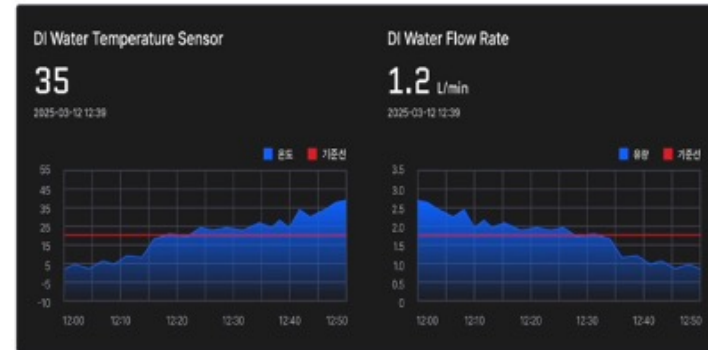 DI Water Temperature Sensor
35
2025-03-12 12:39
온도 기준선
55
45
35
25
15
5
-5
-10
12:00 12:10 12:20 12:30 12:40 12:50
DI Water Flow Rate
1.2 L/min
2025-03-12 12:39
유량 기준선
3.5
3.0
2.5
2.0
1.5
1.0
0.5
0
12:00 12:10 12:20 12:30 12:40 12:50